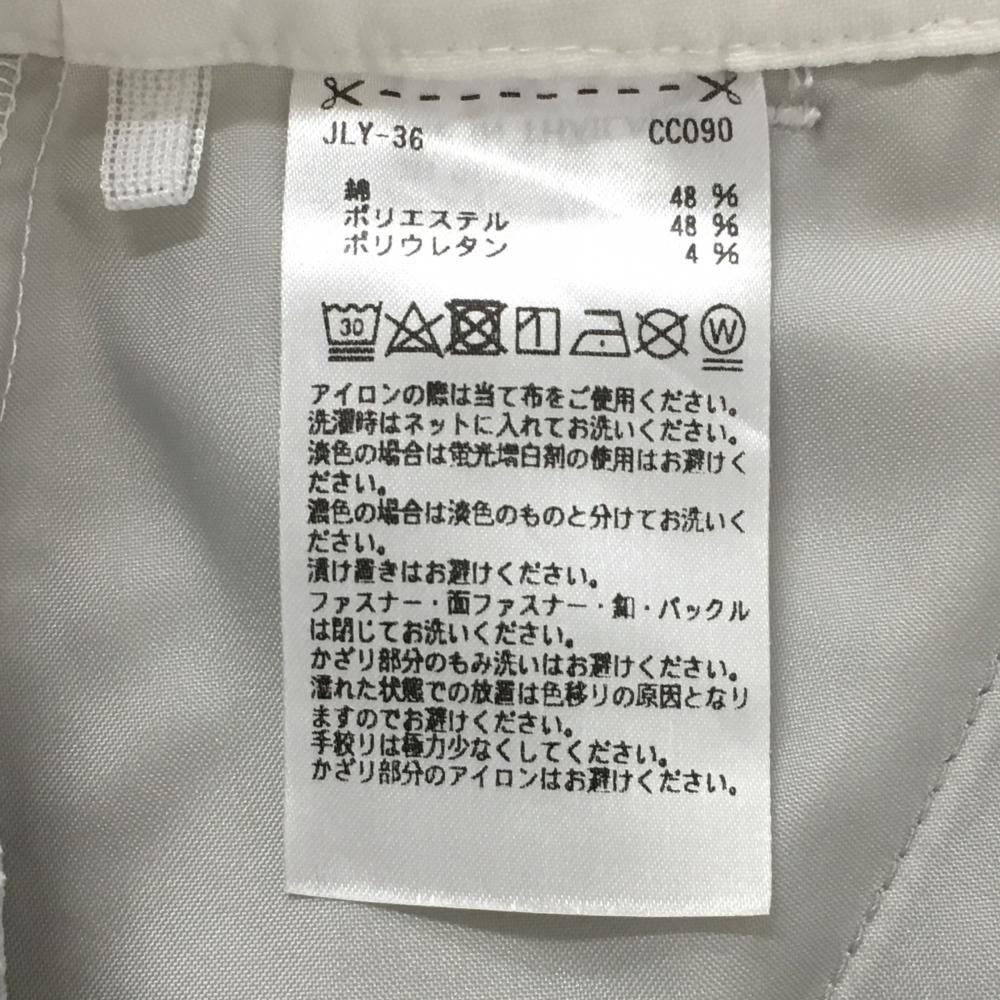 JLY-36 CC090
綿 48 %
ポリエステル 48 %
ポリウレタン 4 %
30 W
アイロンの際は当て布をご使用ください。
洗濯時はネットに入れてお洗いください。
淡色の場合は蛍光増白剤の使用はお避けく
ださい。
濃色の場合は淡色のものと分けてお洗いく
ださい。
漬け置きはお避けください。
ファスナー・面ファスナー・釦・バックル
は閉じてお洗いください。
かざり部分のもみ洗いはお避けください。
濡れた状態での放置は色移りの原因となり
ますのでお避けください。
手絞りは極力少なくしてください。
かざり部分のアイロンはお避けください。